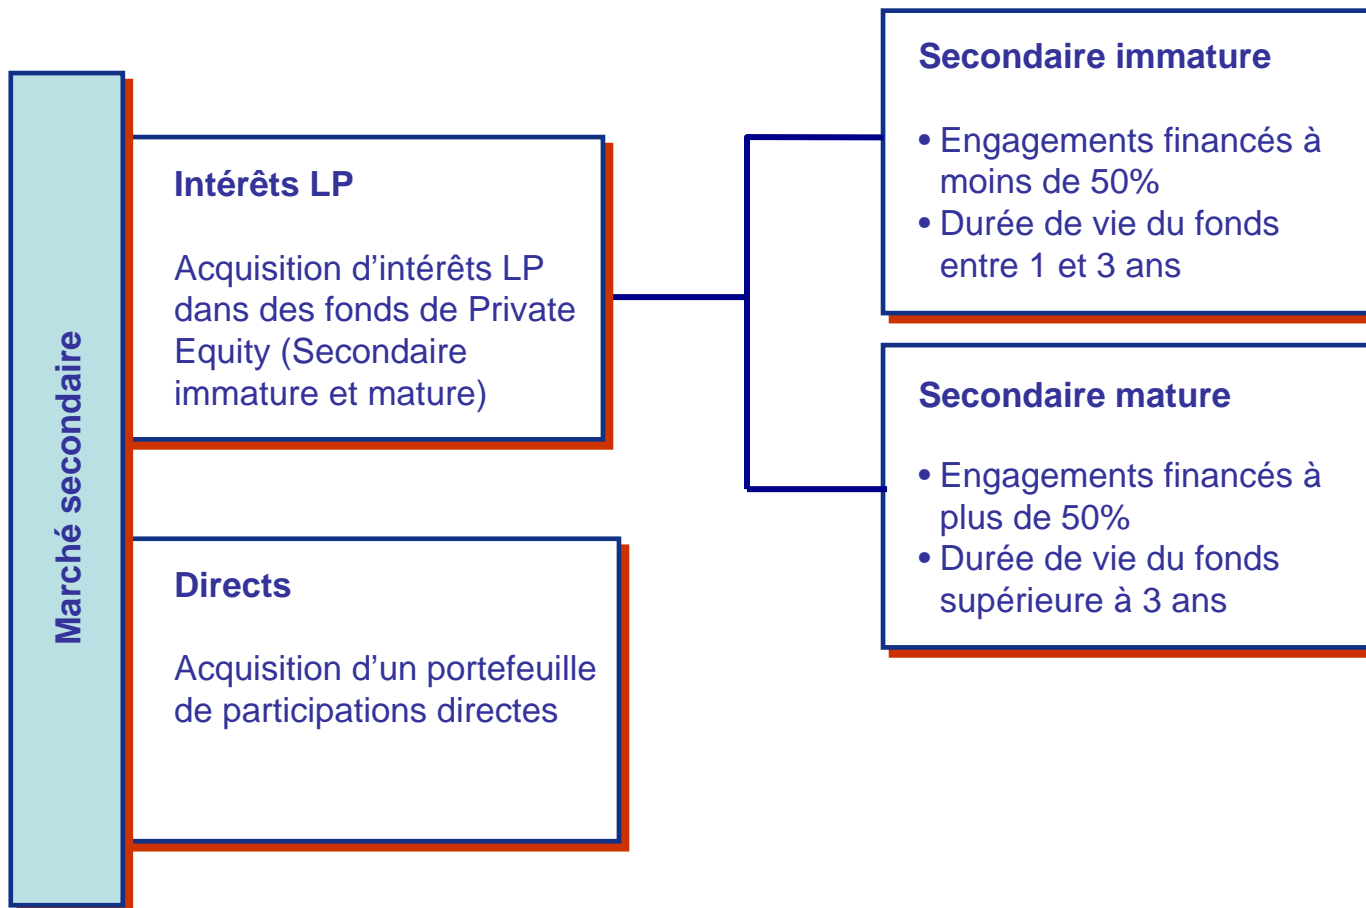 Marché secondaire
Intérêts LP
Acquisition d’intérêts LP
dans des fonds de Private
Equity (Secondaire
immature et mature)
Directs
Acquisition d’un portefeuille
de participations directes
Secondaire immature
• Engagements financés à
moins de 50%
• Durée de vie du fonds
entre 1 et 3 ans
Secondaire mature
• Engagements financés à
plus de 50%
• Durée de vie du fonds
supérieure à 3 ans